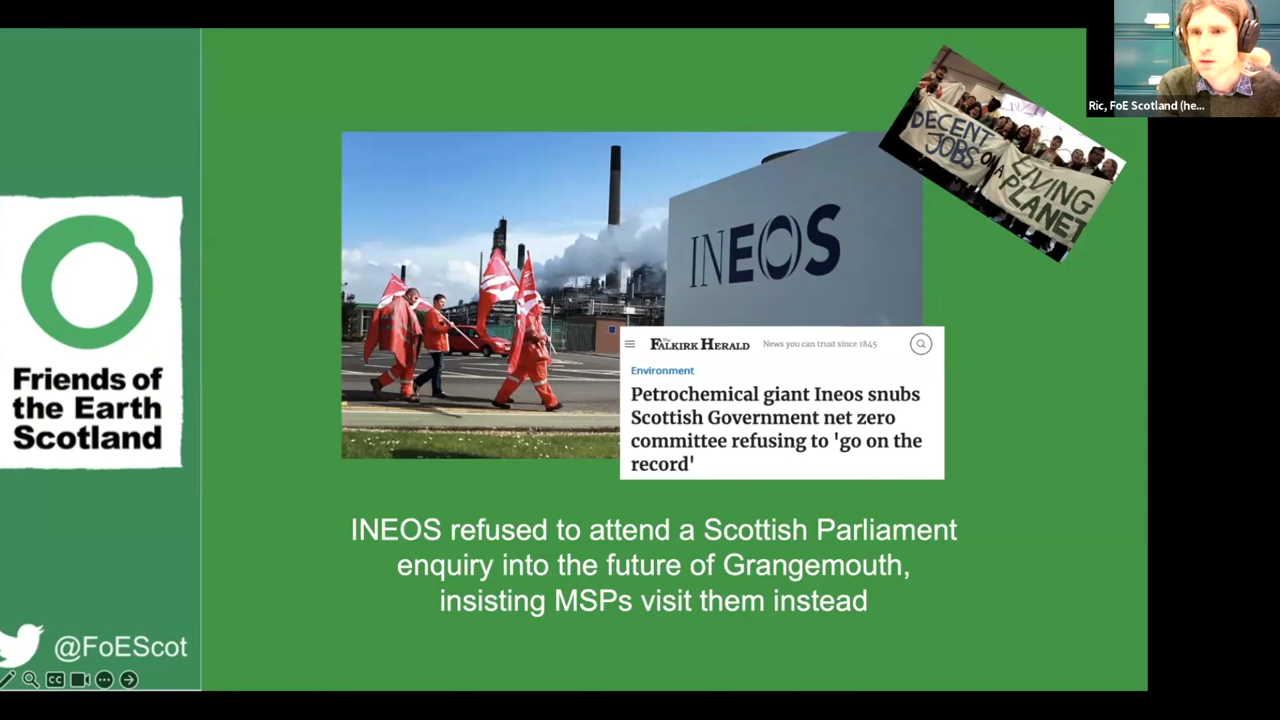 Ric, FoE Scotland (he...
DECENT
JOBS ON A
LIVING
PLANET
INEOS
The
FALKIRK HERALD
News you can trust since 1845
Environment
Petrochemical giant Ineos snubs
Scottish Government net zero
committee refusing to 'go on the
record'
Friends of
the Earth
Scotland
INEOS refused to attend a Scottish Parliament
enquiry into the future of Grangemouth,
insisting MSPs visit them instead
@FoEScot
CC